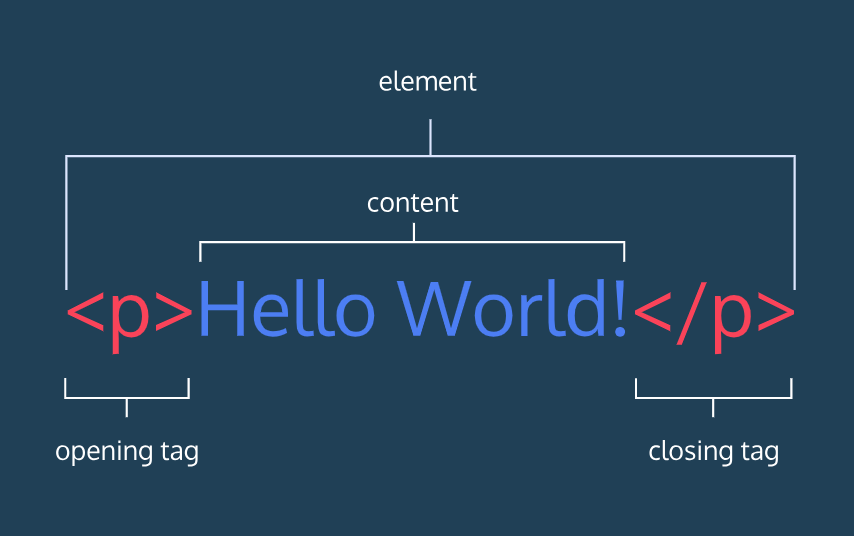 element
content
<p>Hello World!</p>
opening tag
closing tag